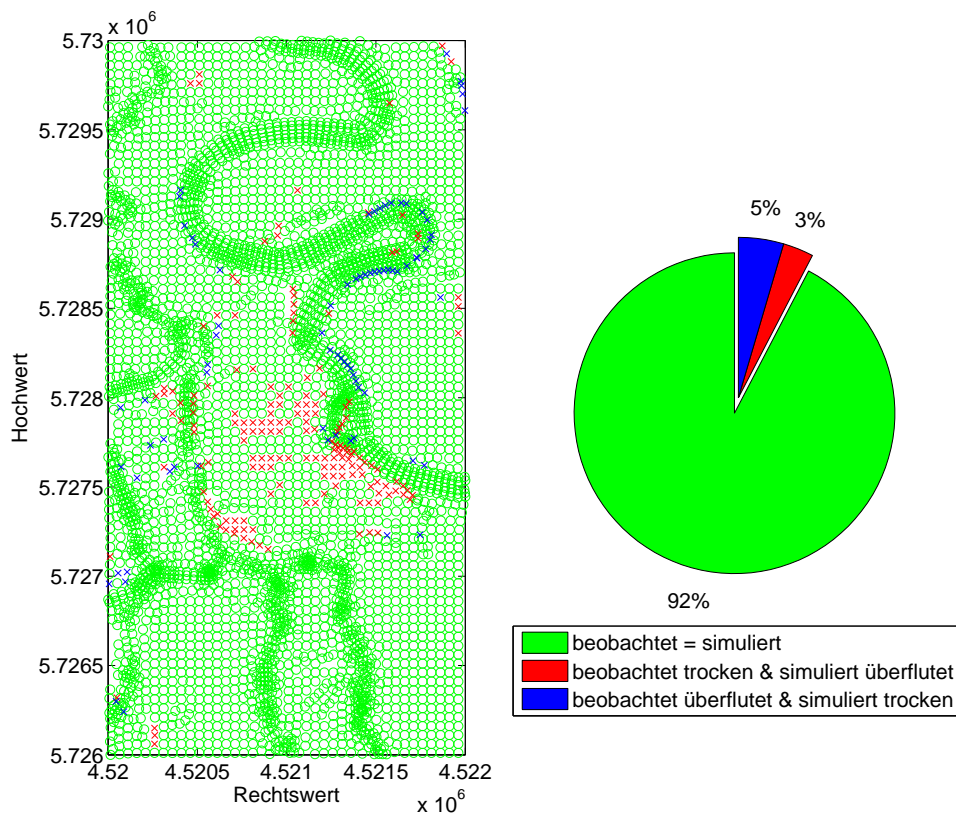 x 10^6
5.73
5.7295
5.729
5.7285
5.728
5.7275
5.727
5.7265
5.726
Hochwert
4.52
4.5205
4.521
4.5215
4.522
Rechtswert
x 10^6
5%
3%
92%
beobachtet = simuliert
beobachtet trocken & simuliert überflutet
beobachtet überflutet & simuliert trocken